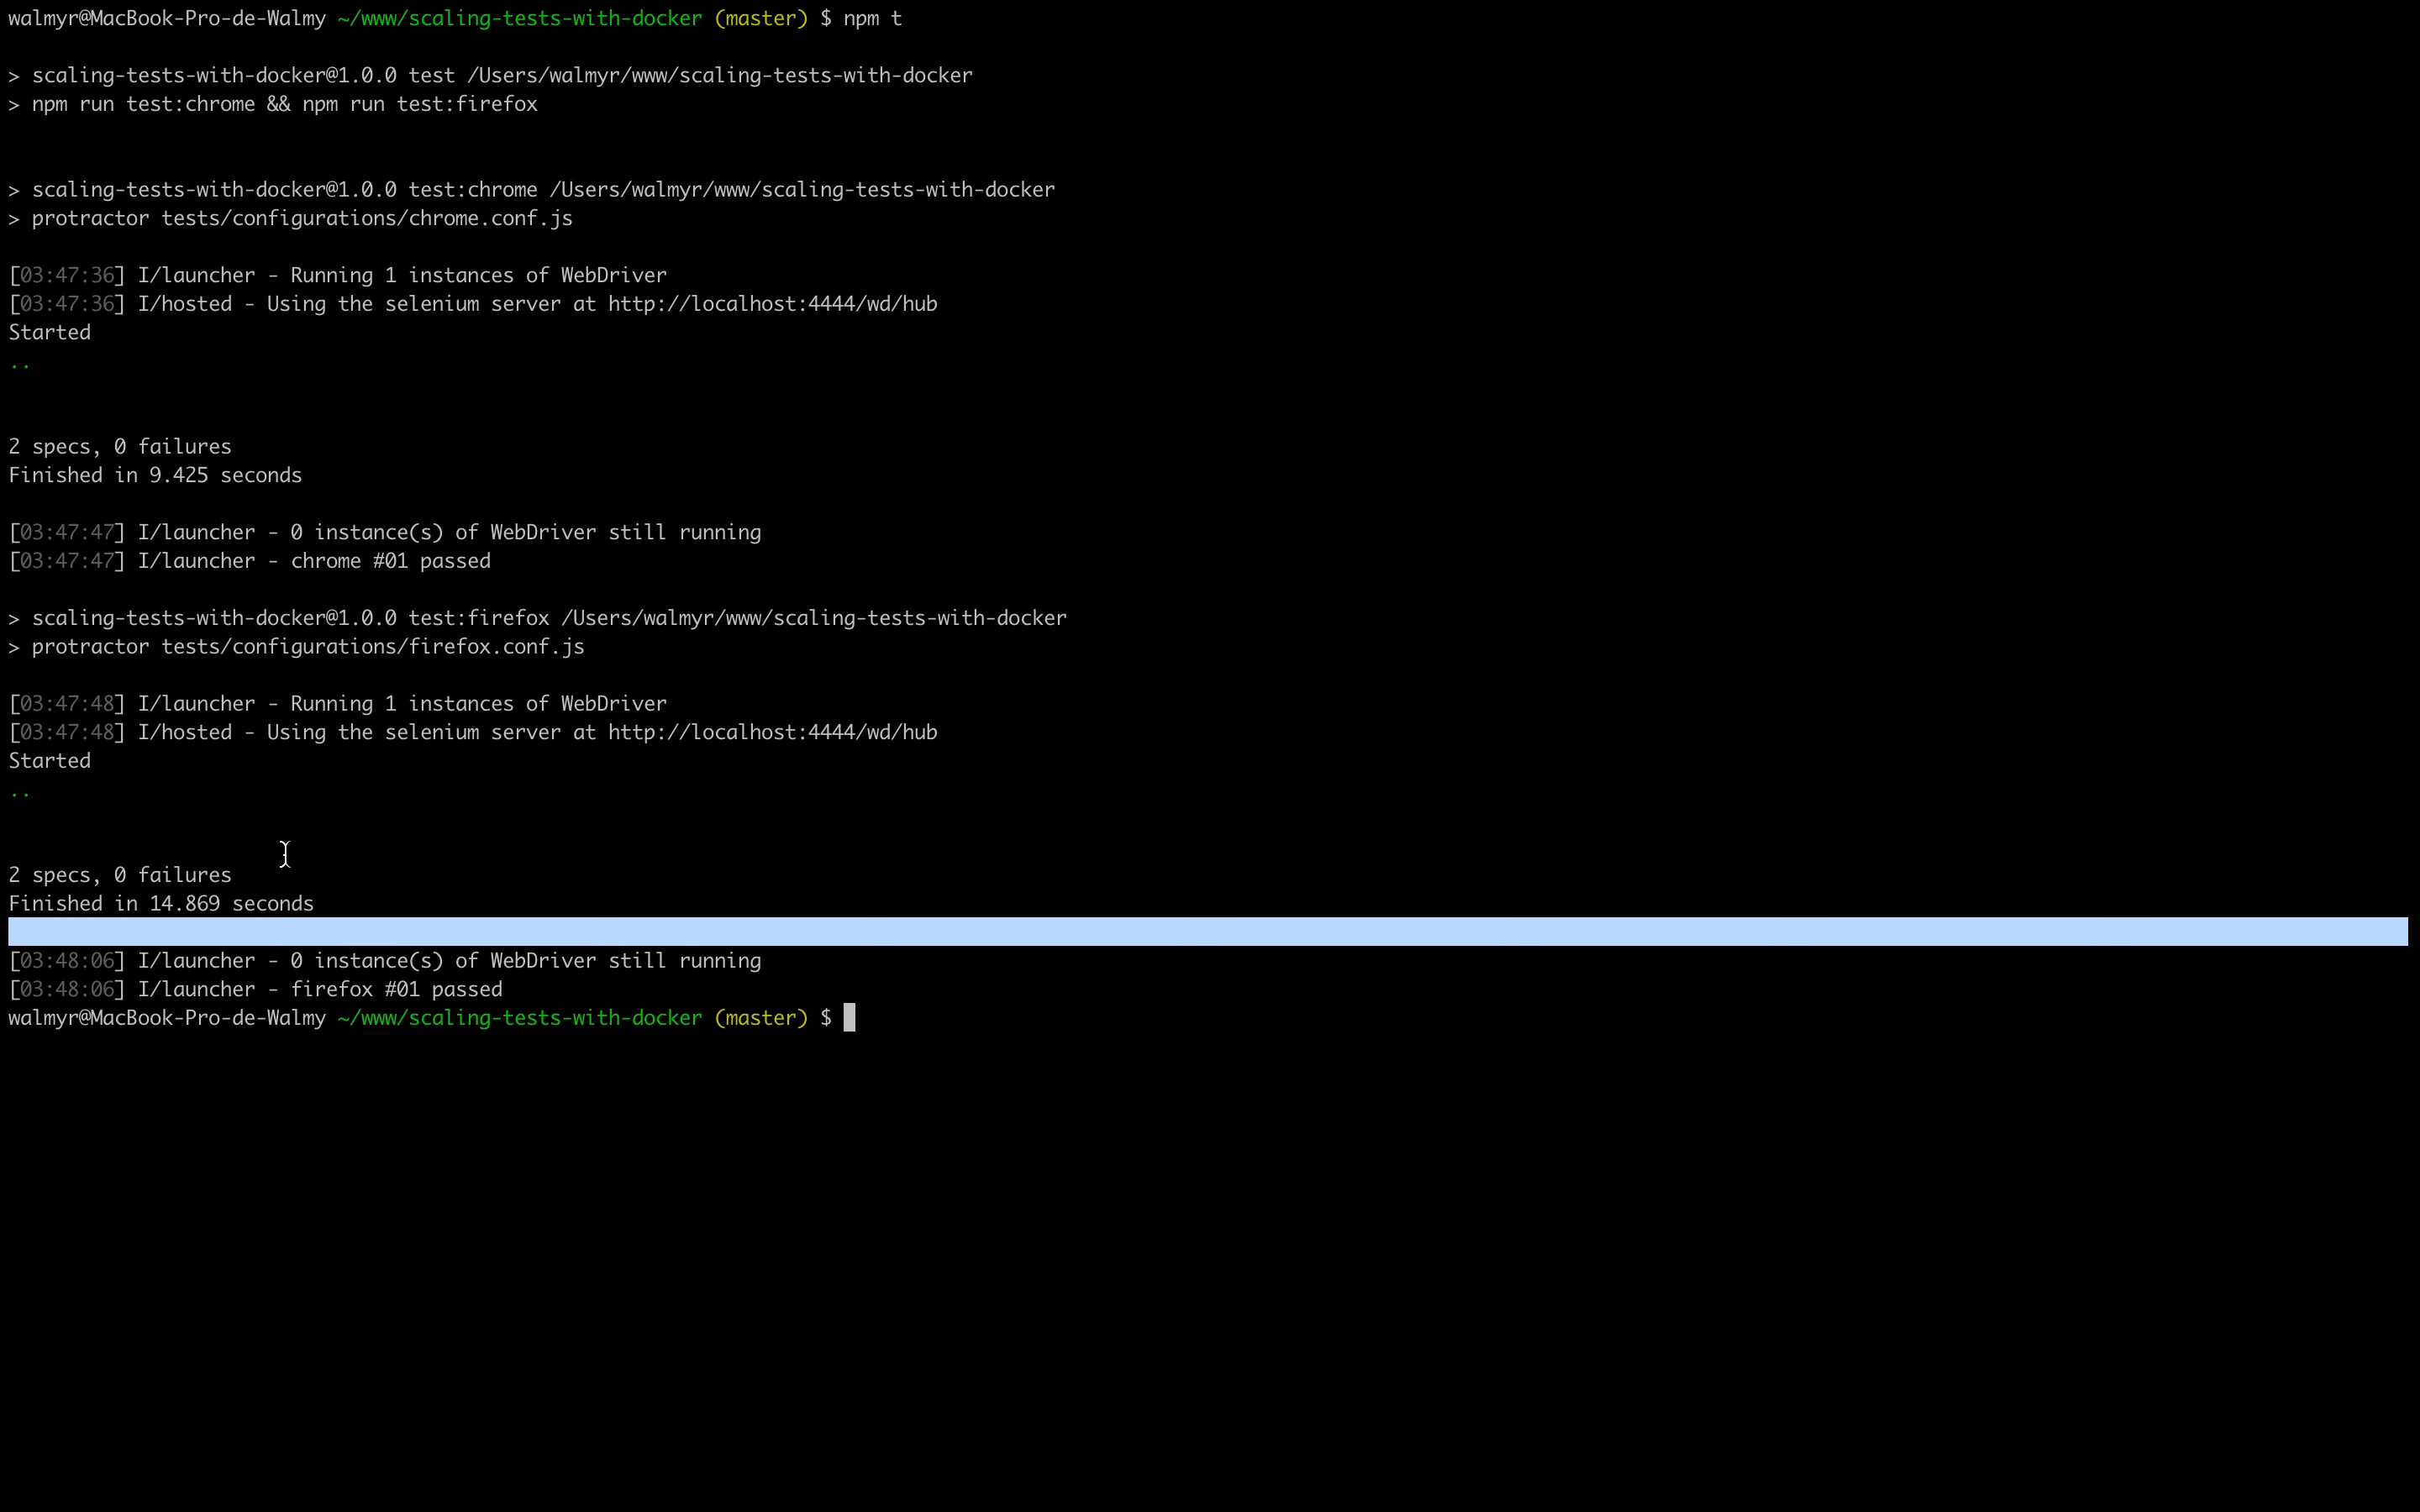 walmyr@MacBook-Pro-de-Walmy ~/www/scaling-tests-with-docker (master) $ npm t
> scaling-tests-with-docker@1.0.0 test /Users/walmyr/www/scaling-tests-with-docker
> npm run test:chrome && npm run test:firefox
> scaling-tests-with-docker@1.0.0 test:chrome /Users/walmyr/www/scaling-tests-with-docker
> protractor tests/configurations/chrome.conf.js
[03:47:36] I/launcher - Running 1 instances of WebDriver
[03:47:36] I/hosted - Using the selenium server at http://localhost:4444/wd/hub
Started
..
2 specs, 0 failures
Finished in 9.425 seconds
[03:47:47] I/launcher - 0 instance(s) of WebDriver still running
[03:47:47] I/launcher - chrome #01 passed
> scaling-tests-with-docker@1.0.0 test:firefox /Users/walmyr/www/scaling-tests-with-docker
> protractor tests/configurations/firefox.conf.js
[03:47:48] I/launcher - Running 1 instances of WebDriver
[03:47:48] I/hosted - Using the selenium server at http://localhost:4444/wd/hub
Started
..
2 specs, 0 failures
Finished in 14.869 seconds
[03:48:06] I/launcher - 0 instance(s) of WebDriver still running
[03:48:06] I/launcher - firefox #01 passed
walmyr@MacBook-Pro-de-Walmy ~/www/scaling-tests-with-docker (master) $